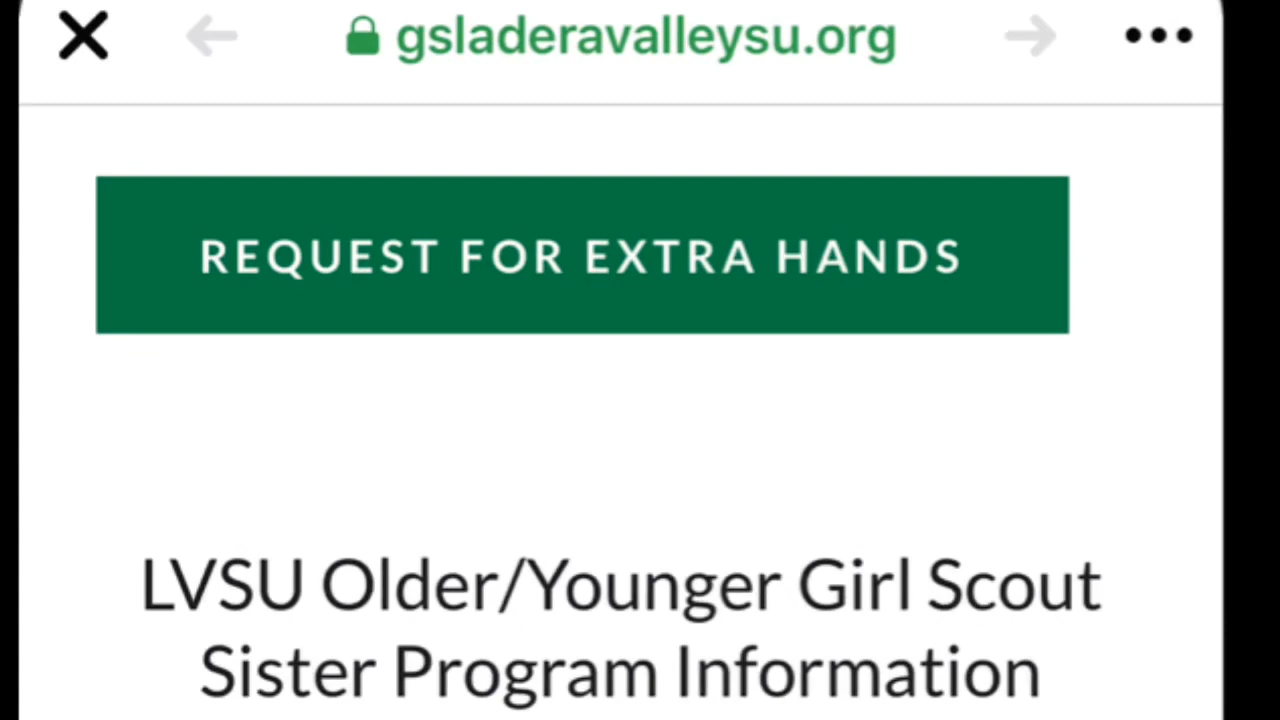 gsladeravalleysu.org
REQUEST FOR EXTRA HANDS
LVSU Older/Younger Girl Scout
Sister Program Information